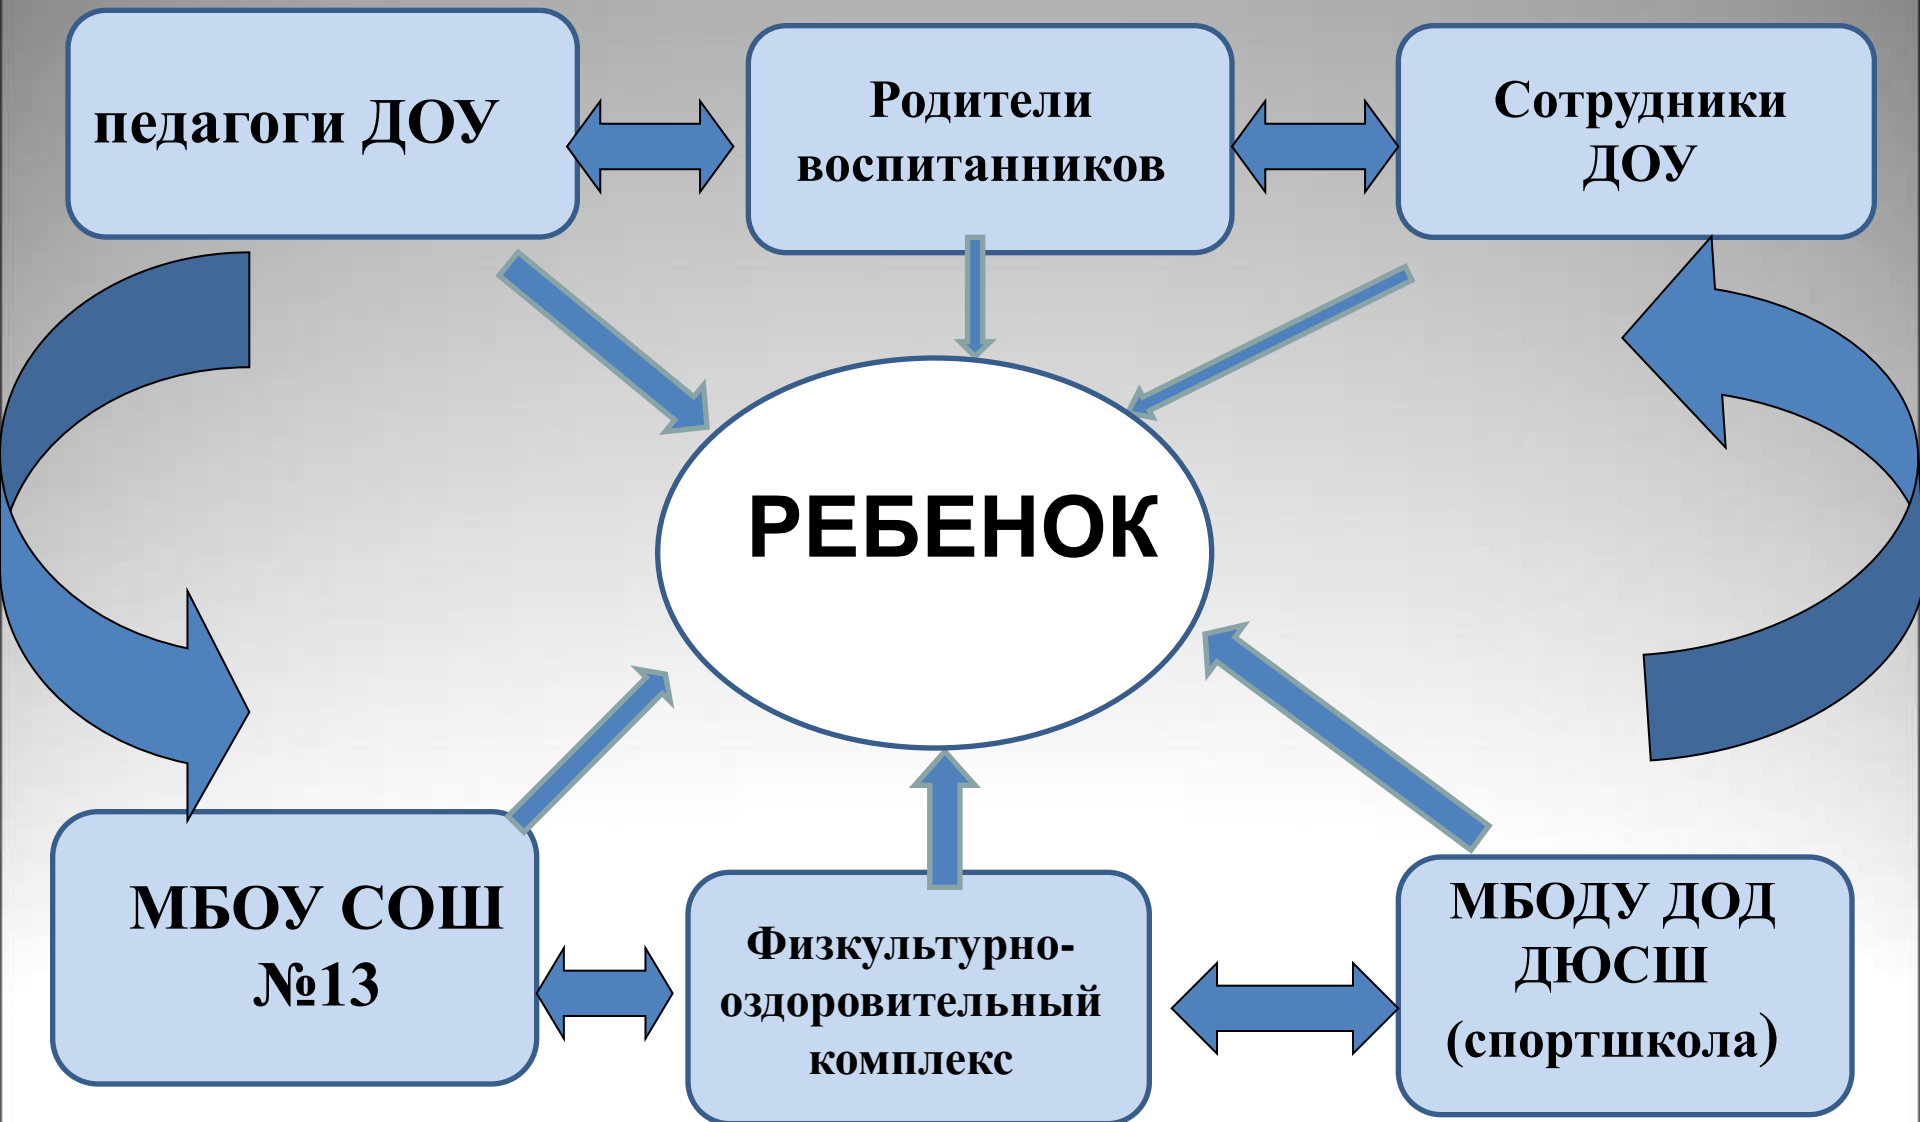 педагоги ДОУ
Родители
воспитанников
Сотрудники
ДОУ
РЕБЕНОК
МБОУ СОШ
№13
Физкультурно-
оздоровительный
комплекс
МБОДУ ДОД
ДЮСШ
(спортшкола)